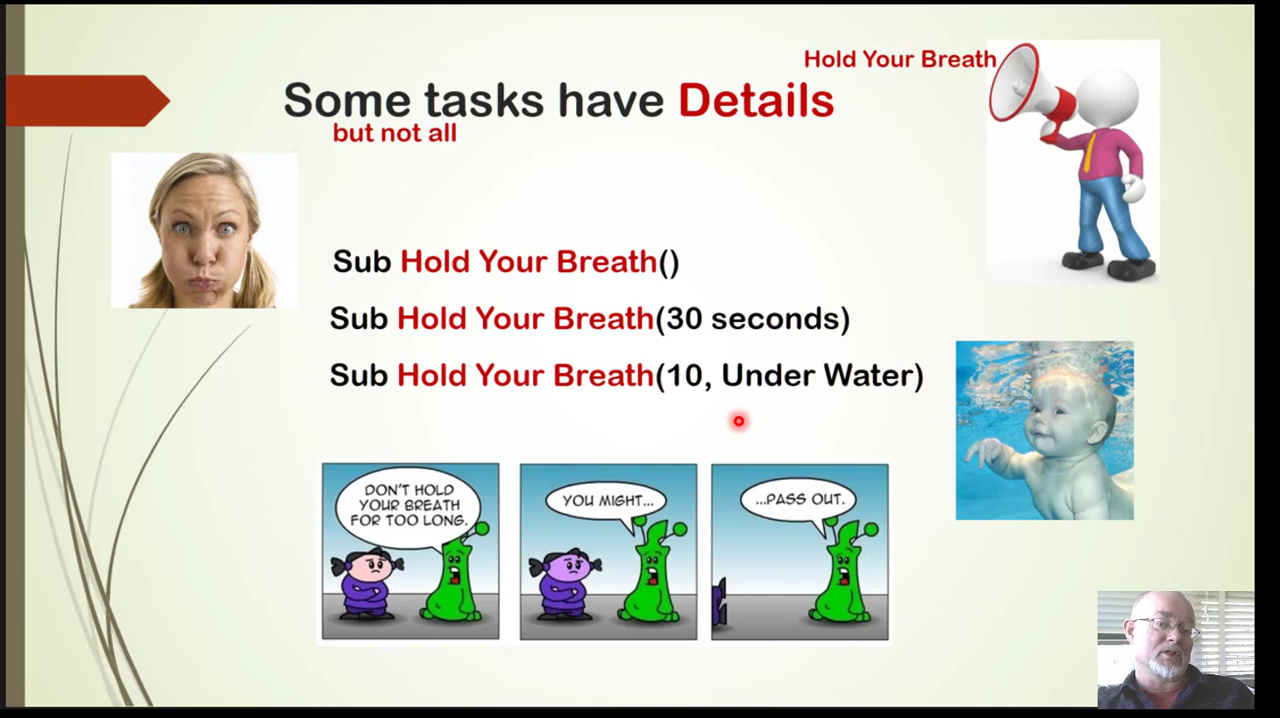 Hold Your Breath
Some tasks have Details
but not all
Sub Hold Your Breath()
Sub Hold Your Breath(30 seconds)
Sub Hold Your Breath(10, Under Water)
DON'T HOLD
YOUR BREATH
FOR TOO LONG.
YOU MIGHT...
...PASS OUT.